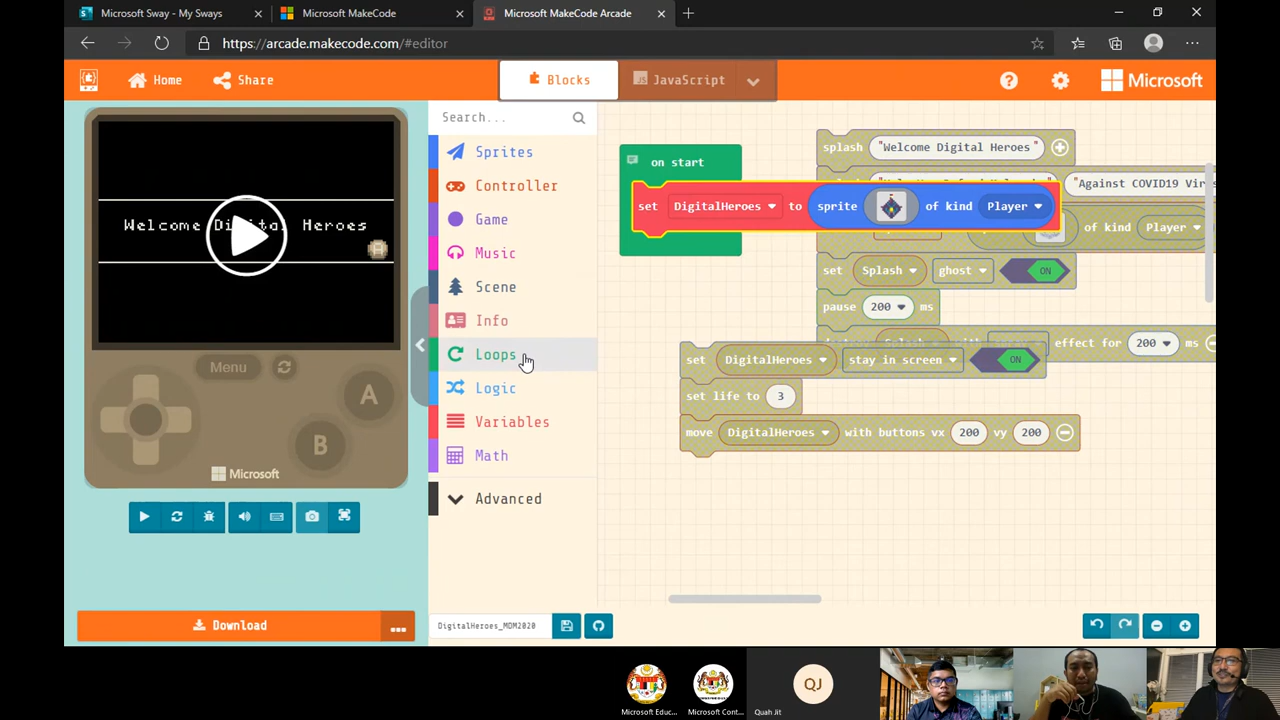 Microsoft Sway - My Sways
Microsoft MakeCode
Microsoft MakeCode Arcade
https://arcade.makecode.com/#editor
Home
Share
Blocks
JavaScript
Microsoft
Search...
Sprites
Controller
Game
Music
Scene
Info
Loops
Logic
Variables
Math
Advanced
Welcome Digital Heroes
A
Menu
A
B
Microsoft
Download
...
DigitalHeroes_MDM2020
on start
set DigitalHeroes to sprite of kind Player
splash "Welcome Digital Heroes"
"Against COVID19
of kind Player
set Splash ghost ON
pause 200 ms
effect for 200 ms
set DigitalHeroes stay in screen ON
set life to 3
move DigitalHeroes with buttons vx 200 vy 200
Microsoft Educ...
Microsoft Cont...
QJ
Quah Jit